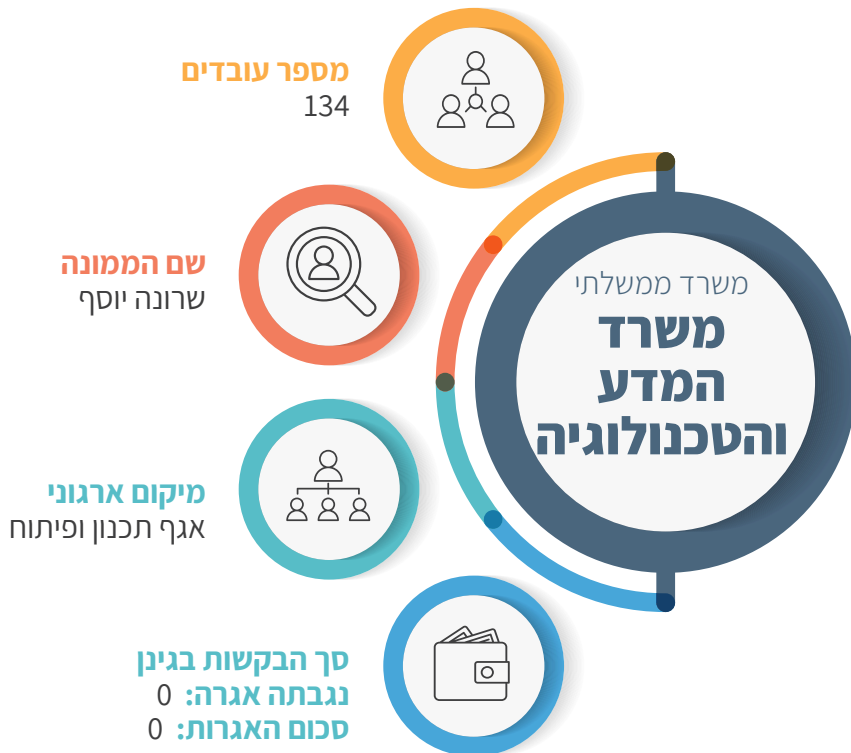 משרד ממשלתי
משרד
המדע
והטכנולוגיה
מספר עובדים
134
שם הממונה
שרונה יוסף
מיקום ארגוני
אגף תכנון ופיתוח
סך הבקשות בגינן
נגבתה אגרה: 0
סכום האגרות: 0